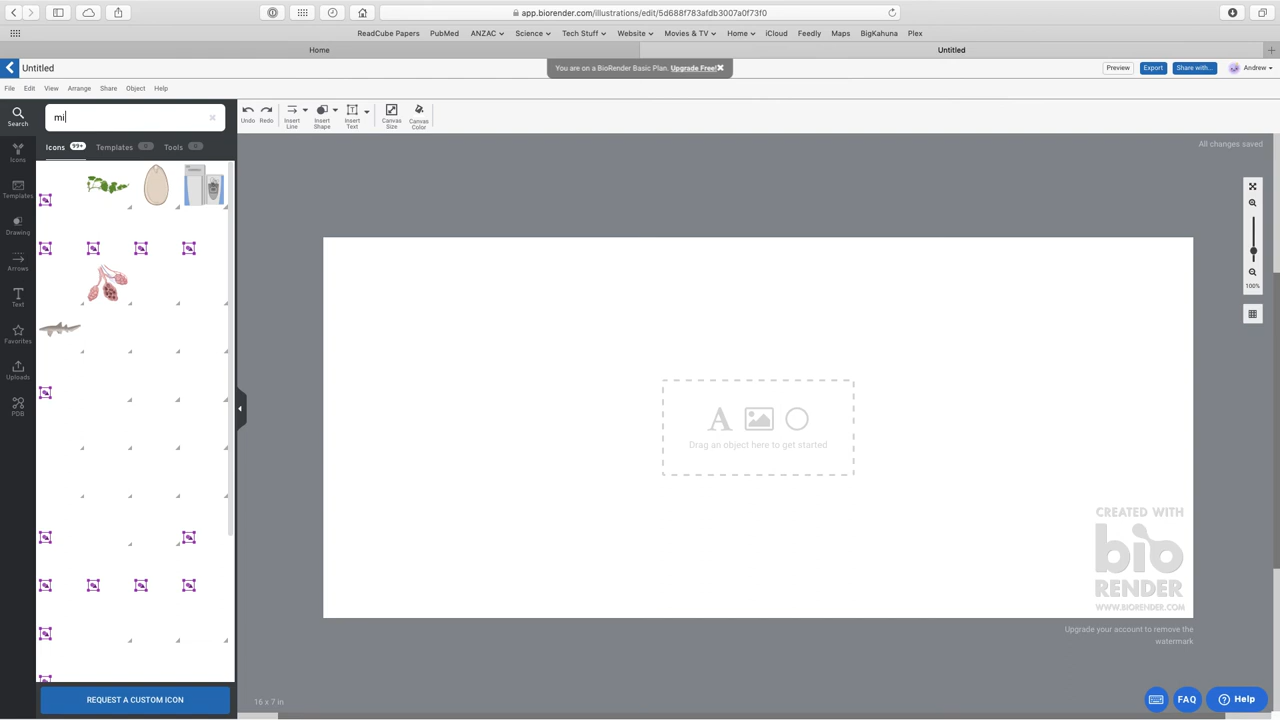 app.biorender.com/illustrations/edit/5d688f783afdb3007a0f73f0
ReadCube Papers PubMed ANZAC Science Tech Stuff Website Movies & TV Home iCloud Feedly Maps BigKahuna Plex
Home Untitled
Untitled
You are on a BioRender Basic Plan. Upgrade Free!
Preview Export Share with... Andrew
File Edit View Arrange Share Object Help
Search
mi
Undo Redo Insert Line Insert Shape Insert Text Canvas Size Canvas Color
Icons 99+ Templates 0 Tools 0
All changes saved
Icons
Templates
Drawing
Arrows
Text
Favorites
Uploads
PDB
100%
A
Drag an object here to get started
CREATED WITH
bio
RENDER
WWW.BIORENDER.COM
Upgrade your account to remove the
watermark
REQUEST A CUSTOM ICON
16 x 7 in
FAQ
? Help